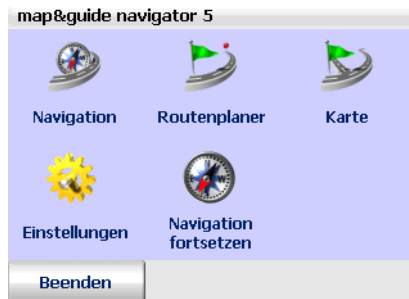 map&guide navigator 5
Navigation
Routenplaner
Karte
Einstellungen
Navigation
fortsetzen
Beenden